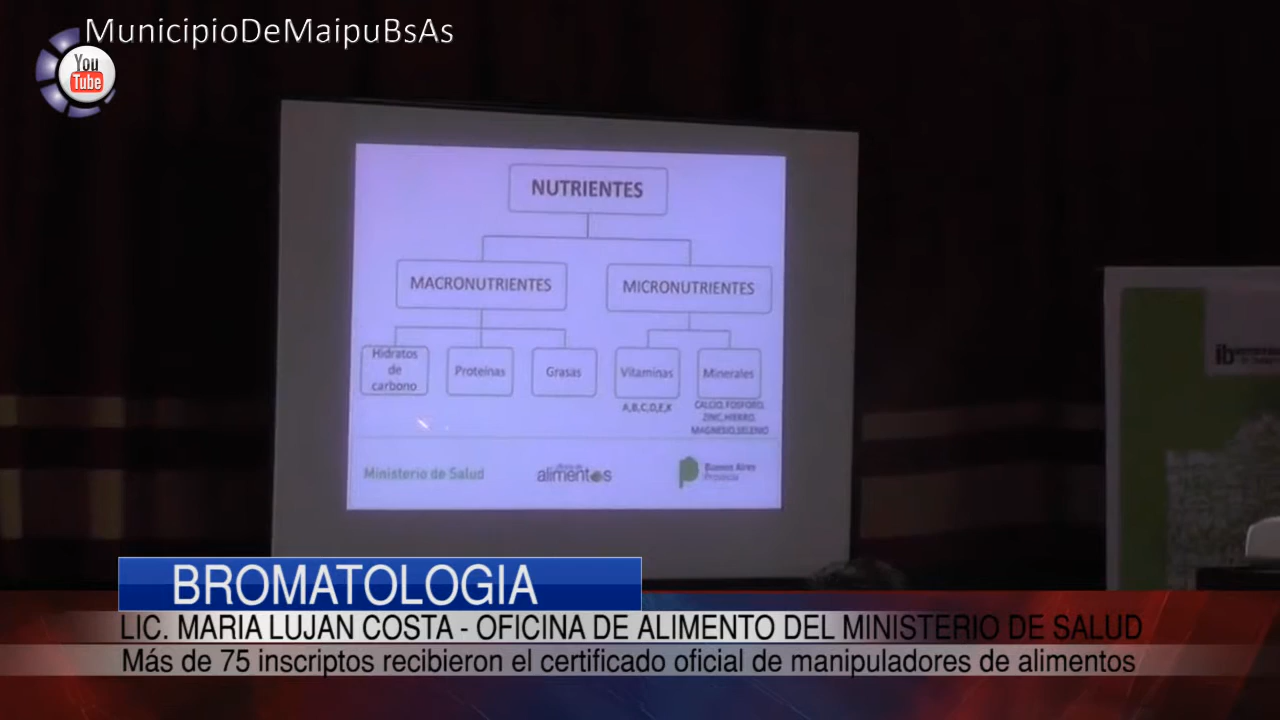 MunicipioDeMaipuBsAs
You
Tube
NUTRIENTES
MACRONUTRIENTES
MICRONUTRIENTES
Hidratos
de
carbono
Proteínas
Grasas
Vitaminas
Minerales
A,B,C,D,E,K
CALCIO, FOSFORO,
ZINC, HIERRO,
MAGNESIO, SELENIO
Ministerio de Salud
alimentos
Buenos Aires
Provincia
BROMATOLOGIA
LIC. MARIA LUJAN COSTA - OFICINA DE ALIMENTO DEL MINISTERIO DE SALUD
Más de 75 inscriptos recibieron el certificado oficial de manipuladores de alimentos